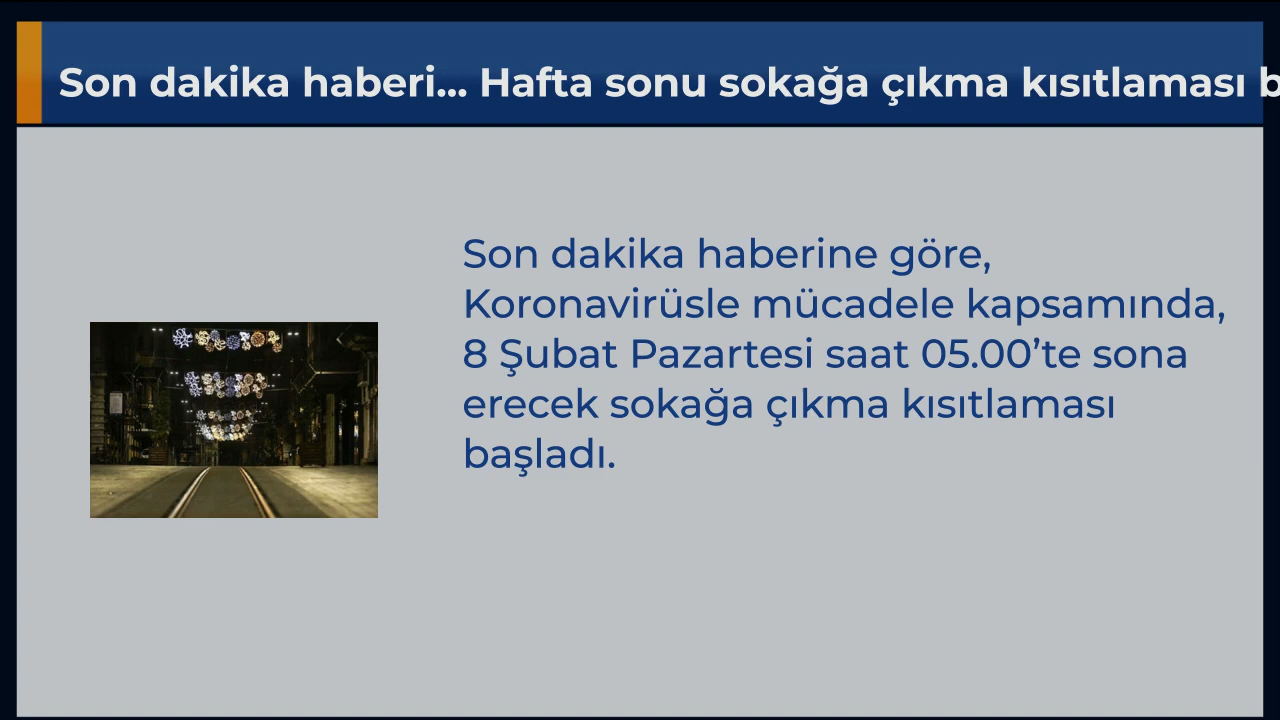 Son dakika haberi... Hafta sonu sokağa çıkma kısıtlaması
Son dakika haberine göre,
Koronavirüsle mücadele kapsamında,
8 Şubat Pazartesi saat 05.00’te sona
erecek sokağa çıkma kısıtlaması
başladı.